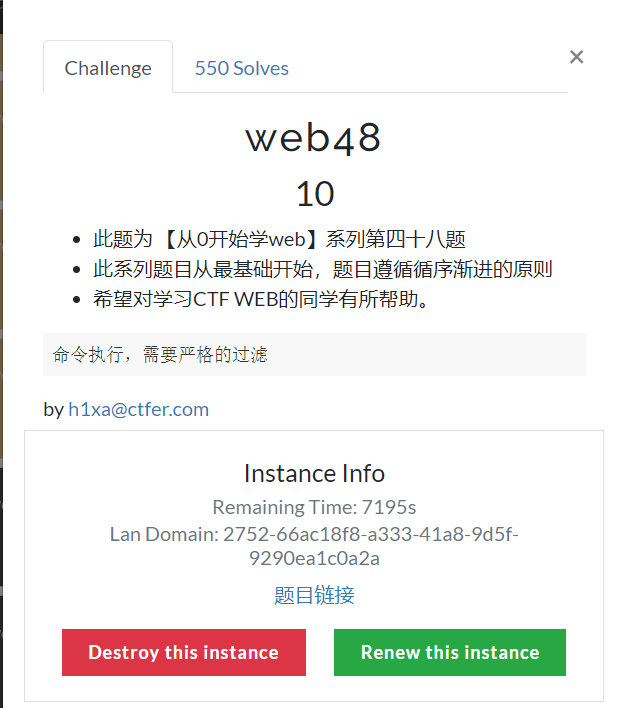 Challenge
550 Solves
×
web48
10
此题为 【从0开始学web】系列第四十八题
此系列题目从最基础开始，题目遵循循序渐进的原则
希望对学习CTF WEB的同学有所帮助。
命令执行，需要严格的过滤
by h1xa@ctfer.com
Instance Info
Remaining Time: 7195s
Lan Domain: 2752-66ac18f8-a333-41a8-9d5f-
9290ea1c0a2a
题目链接
Destroy this instance
Renew this instance